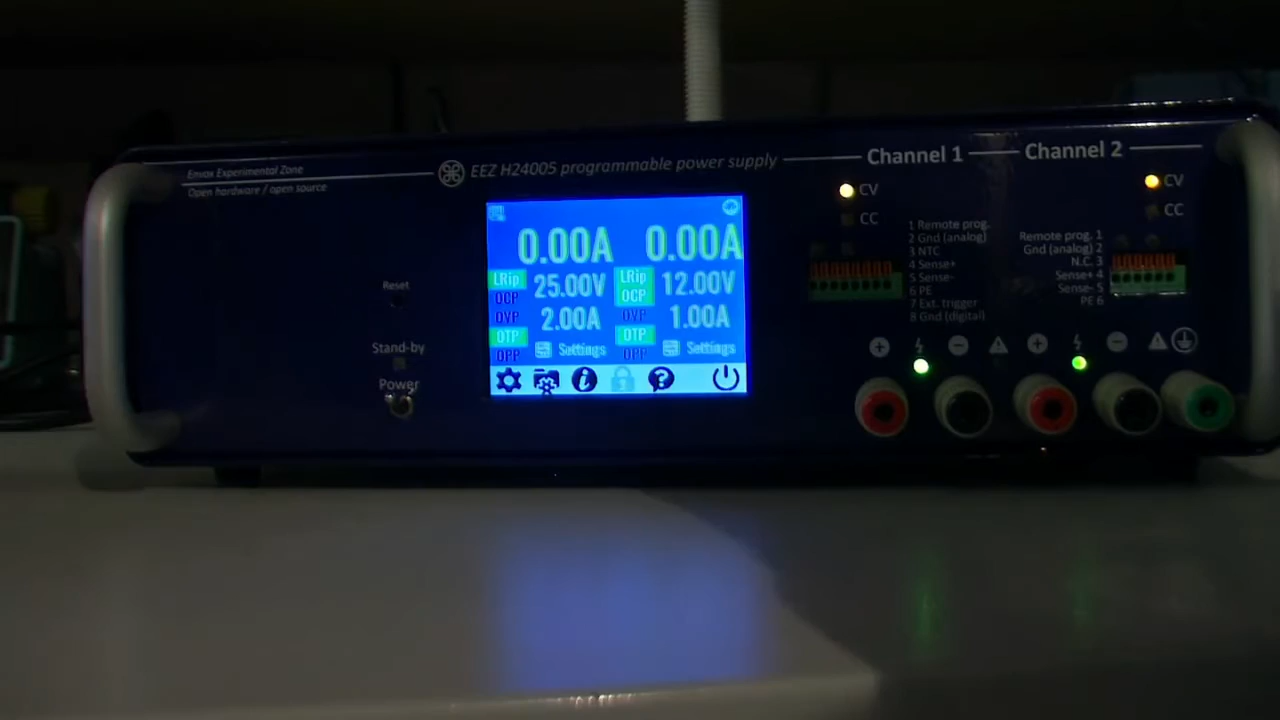 Envox Experimental Zone
Open hardware / open source
EEZ H24005 programmable power supply
Channel 1
Channel 2
CV
CC
CV
CC
1 Remote prog.
2 Gnd (analog)
3 NTC
4 Sense+
5 Sense-
6 PE
7 Ext. trigger
8 Gnd (digital)
Remote prog. 1
Gnd (analog) 2
N.C. 3
Sense+ 4
Sense- 5
PE 6
Reset
Stand-by
Power
0.00A
LRip
25.00V
OCP
OVP
2.00A
OTP
OPP
Settings
0.00A
LRip
12.00V
OCP
OVP
1.00A
OTP
OPP
Settings